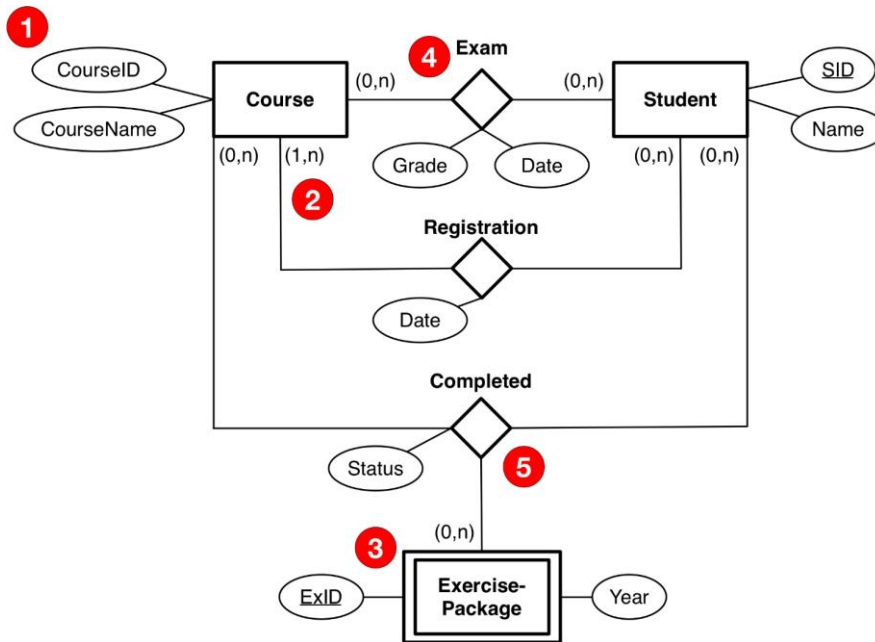 1
CourseID
CourseName
Course
(0,n)
4
Exam
(0,n)
Student
SID
Name
Grade
Date
(0,n)
(1,n)
2
(0,n)
(0,n)
Registration
Date
Completed
Status
5
(0,n)
3
ExID
Exercise-
Package
Year